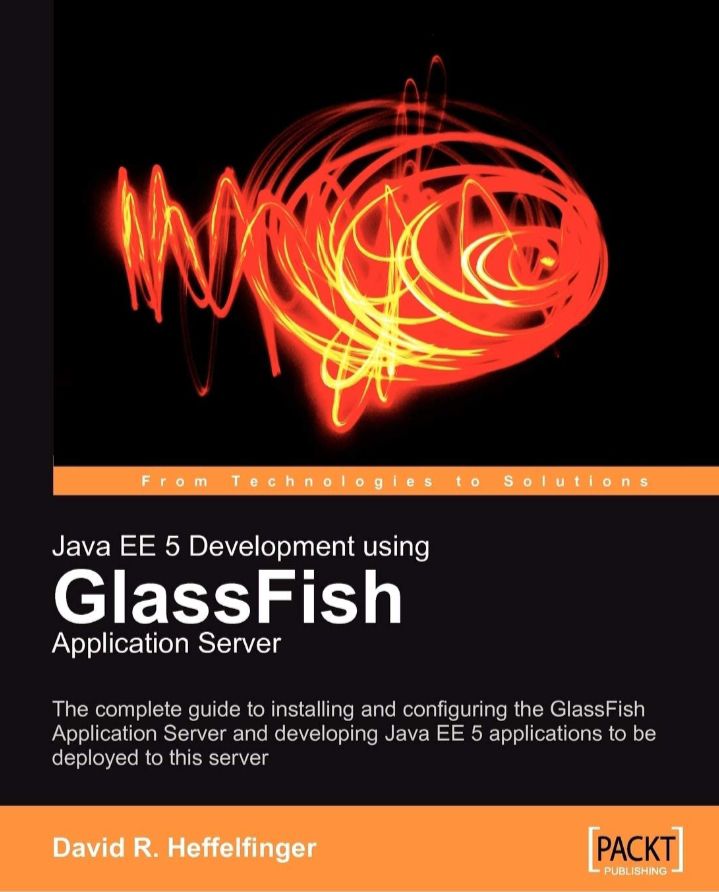 From Technologies to Solutions
Java EE 5 Development using
GlassFish
Application Server
The complete guide to installing and configuring the GlassFish
Application Server and developing Java EE 5 applications to be
deployed to this server
David R. Heffelfinger
[PACKT]
PUBLISHING